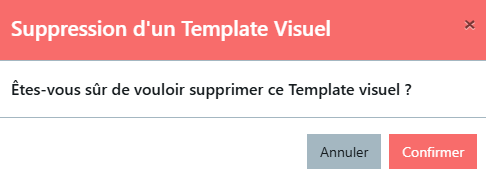 Suppression d'un Template Visuel
×
Êtes-vous sûr de vouloir supprimer ce Template visuel ?
Annuler Confirmer